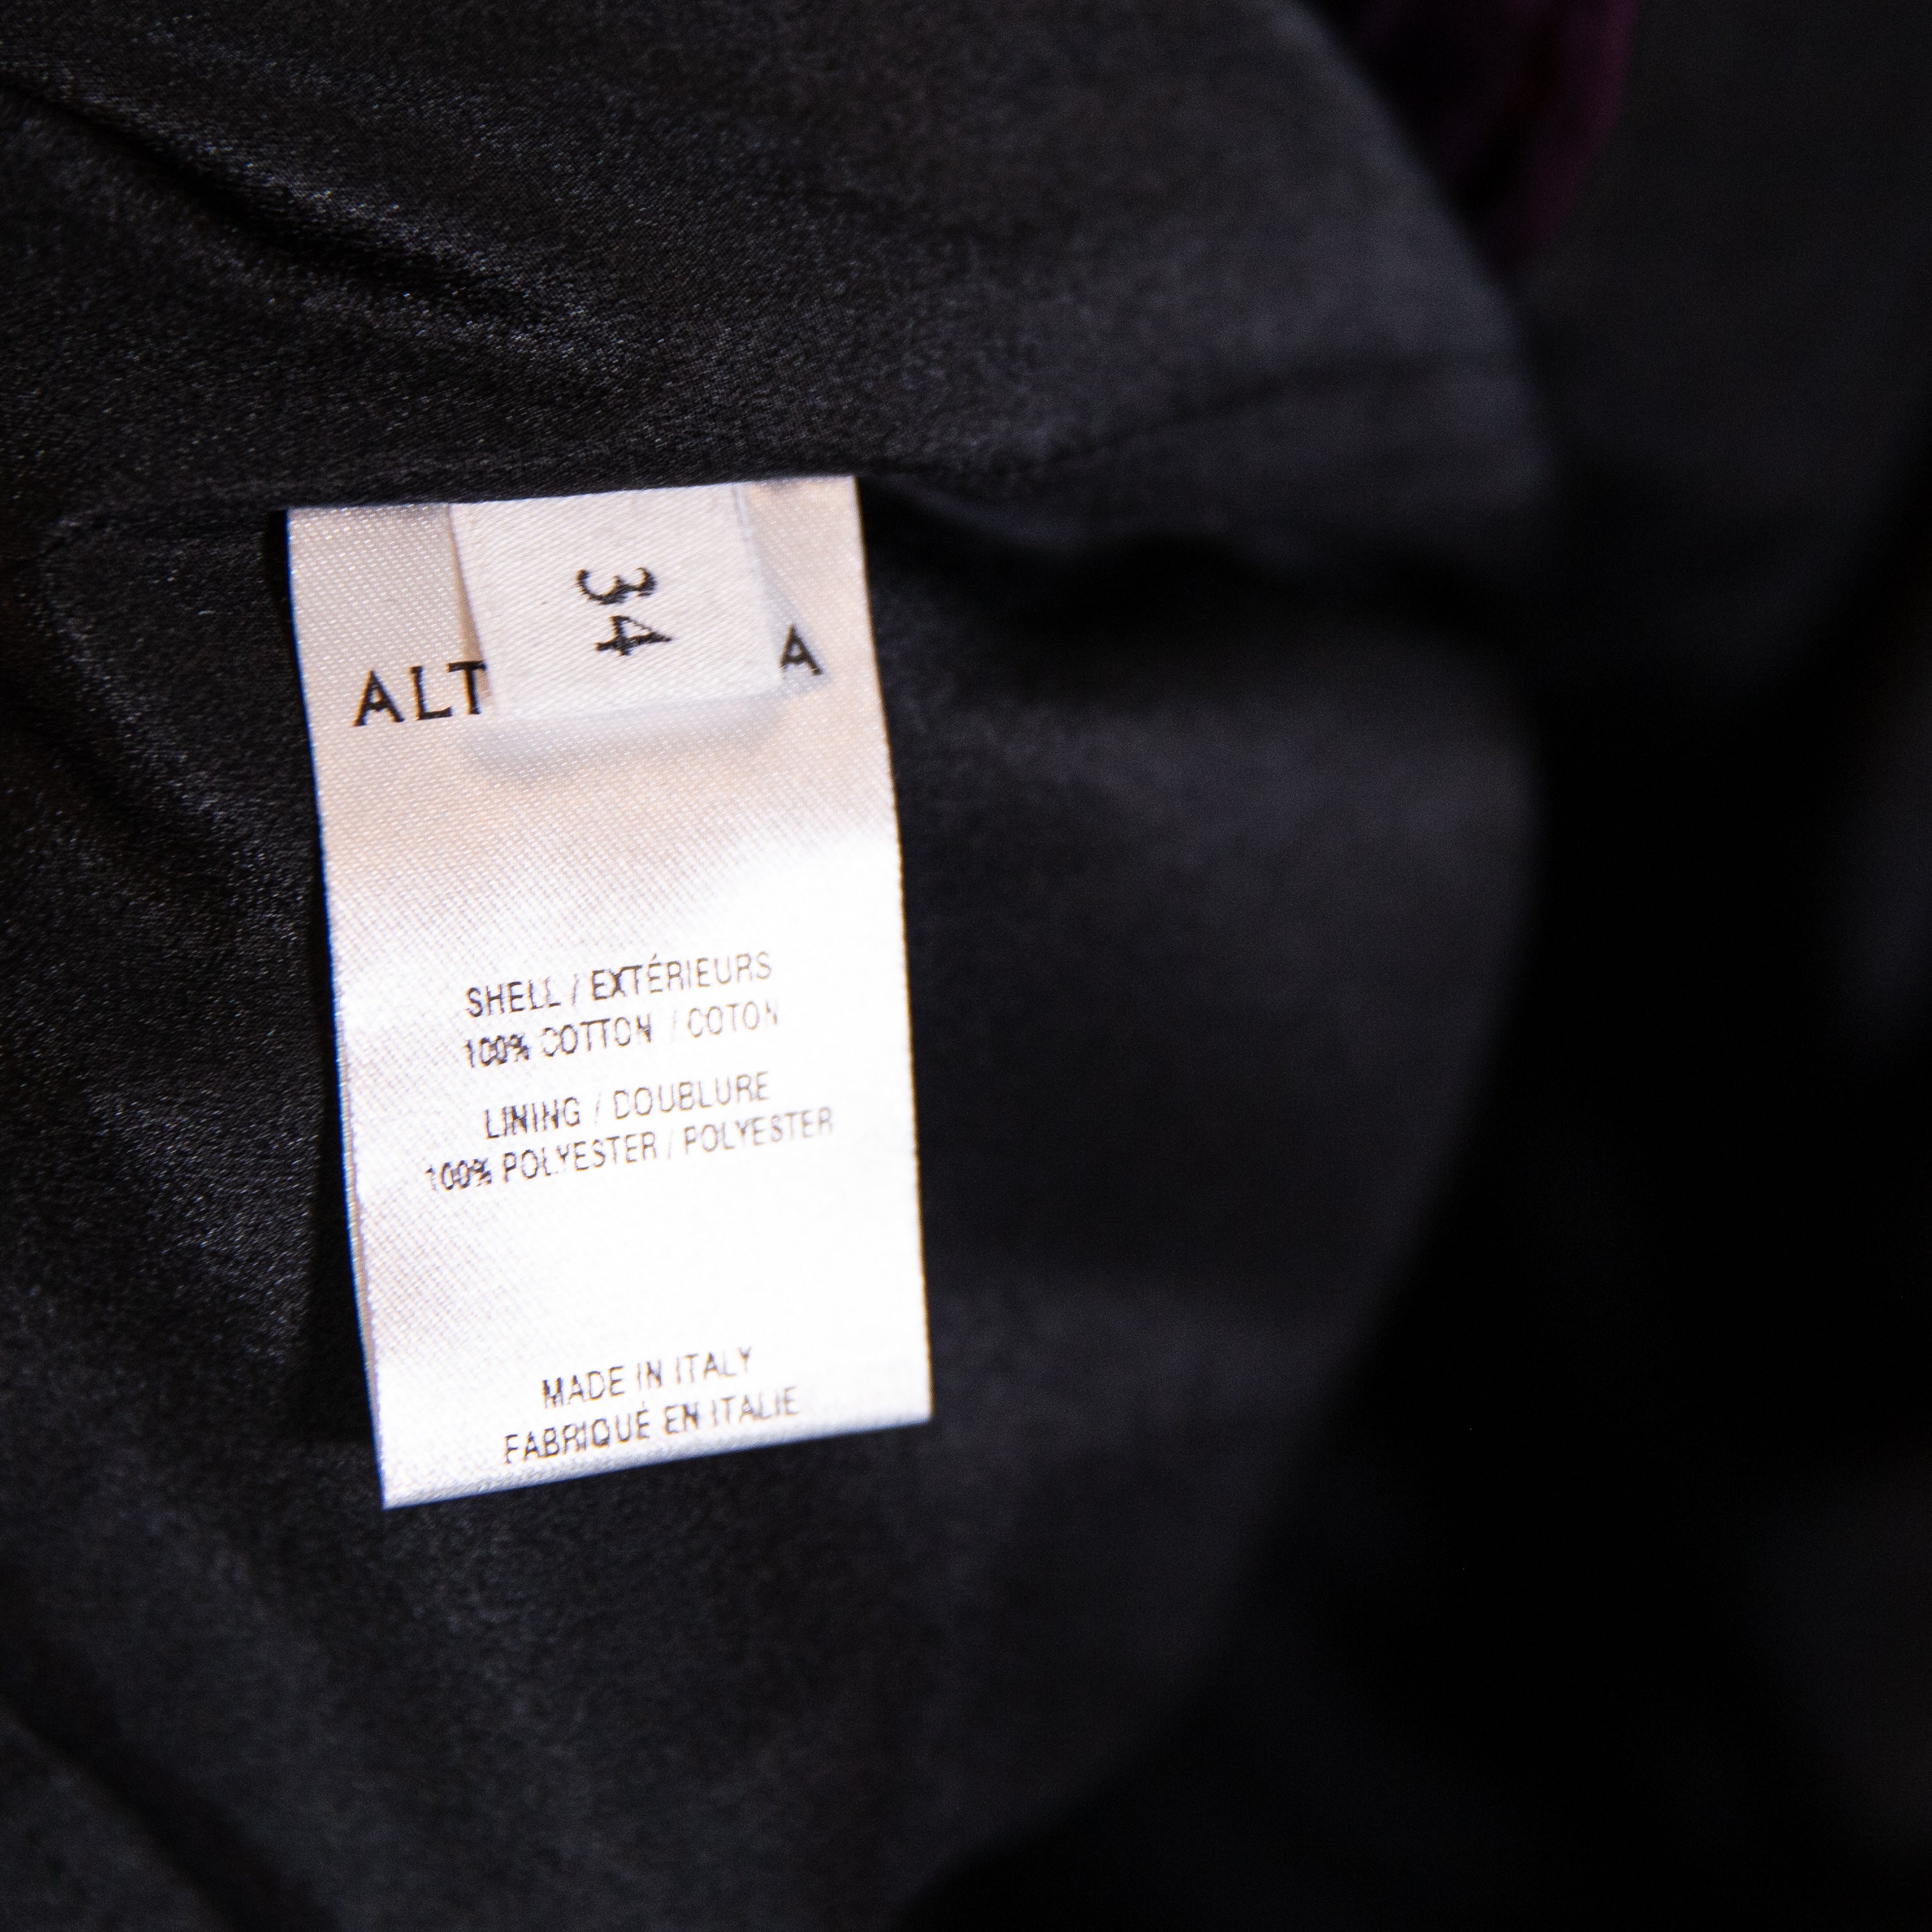 34
ALT A
SHELL / EXTÉRIEURS
100% COTTON / COTON
LINING / DOUBLURE
100% POLYESTER / POLYESTER
MADE IN ITALY
FABRIQUÉ EN ITALIE